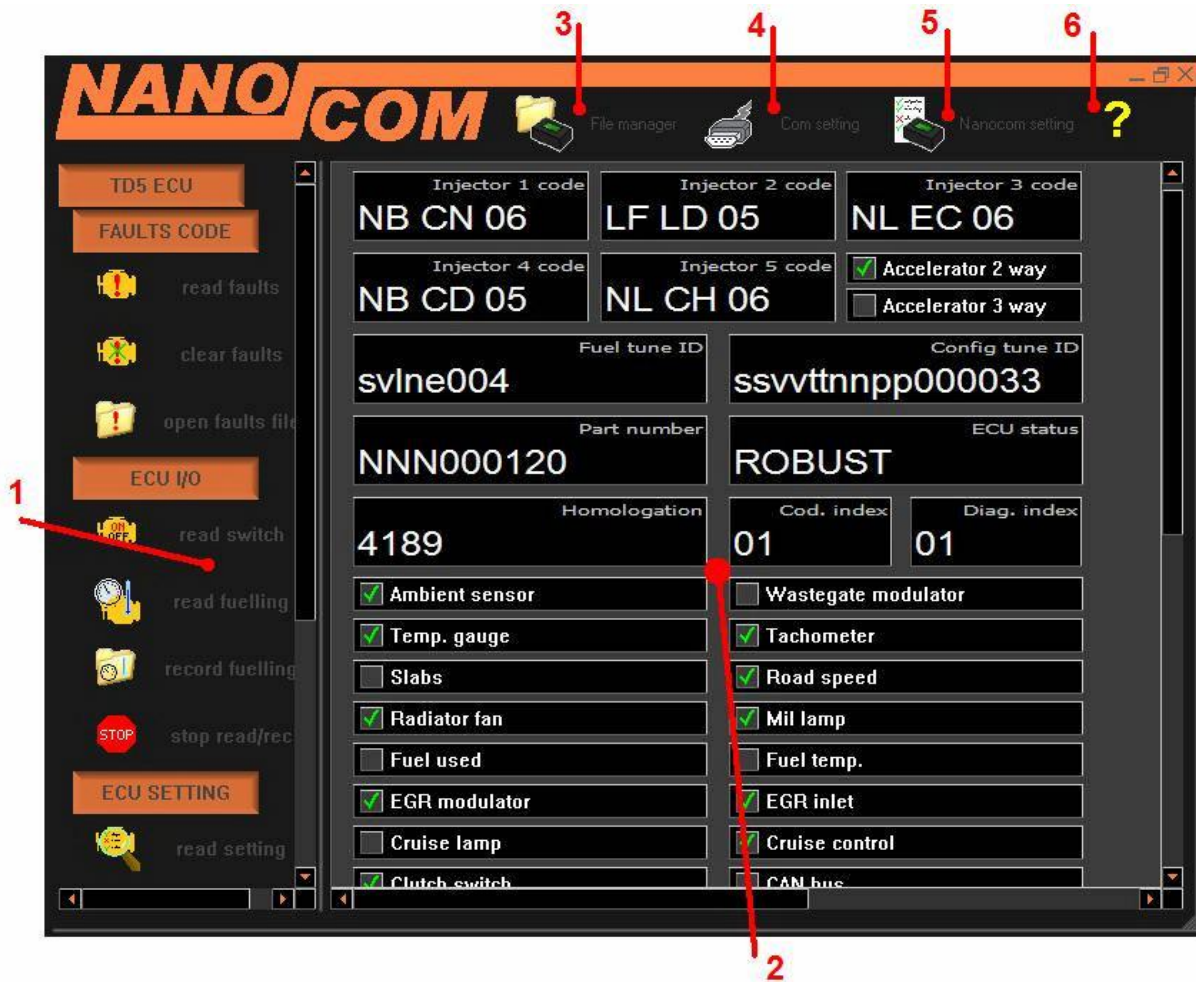 3 4 5 6
NANOCOM
File manager Com setting Nanocom setting ?
TD5 ECU
FAULTS CODE
read faults
clear faults
open faults file
ECU I/O
1
ON
OFF
read switch
read fuelling
record fuelling
STOP stop read/rec
ECU SETTING
read setting
Injector 1 code Injector 2 code Injector 3 code
NB CN 06 LF LD 05 NL EC 06
Injector 4 code Injector 5 code Accelerator 2 way
NB CD 05 NL CH 06 Accelerator 3 way
Fuel tune ID Config tune ID
svlne004 ssvvttnnpp000033
Part number ECU status
NNN000120 ROBUST
Homologation Cod. index Diag. index
4189 01 01
Ambient sensor Wastegate modulator
Temp. gauge Tachometer
Slabs Road speed
Radiator fan Mil lamp
Fuel used Fuel temp.
EGR modulator EGR inlet
Cruise lamp Cruise control
Clutch switch CAN bus
2